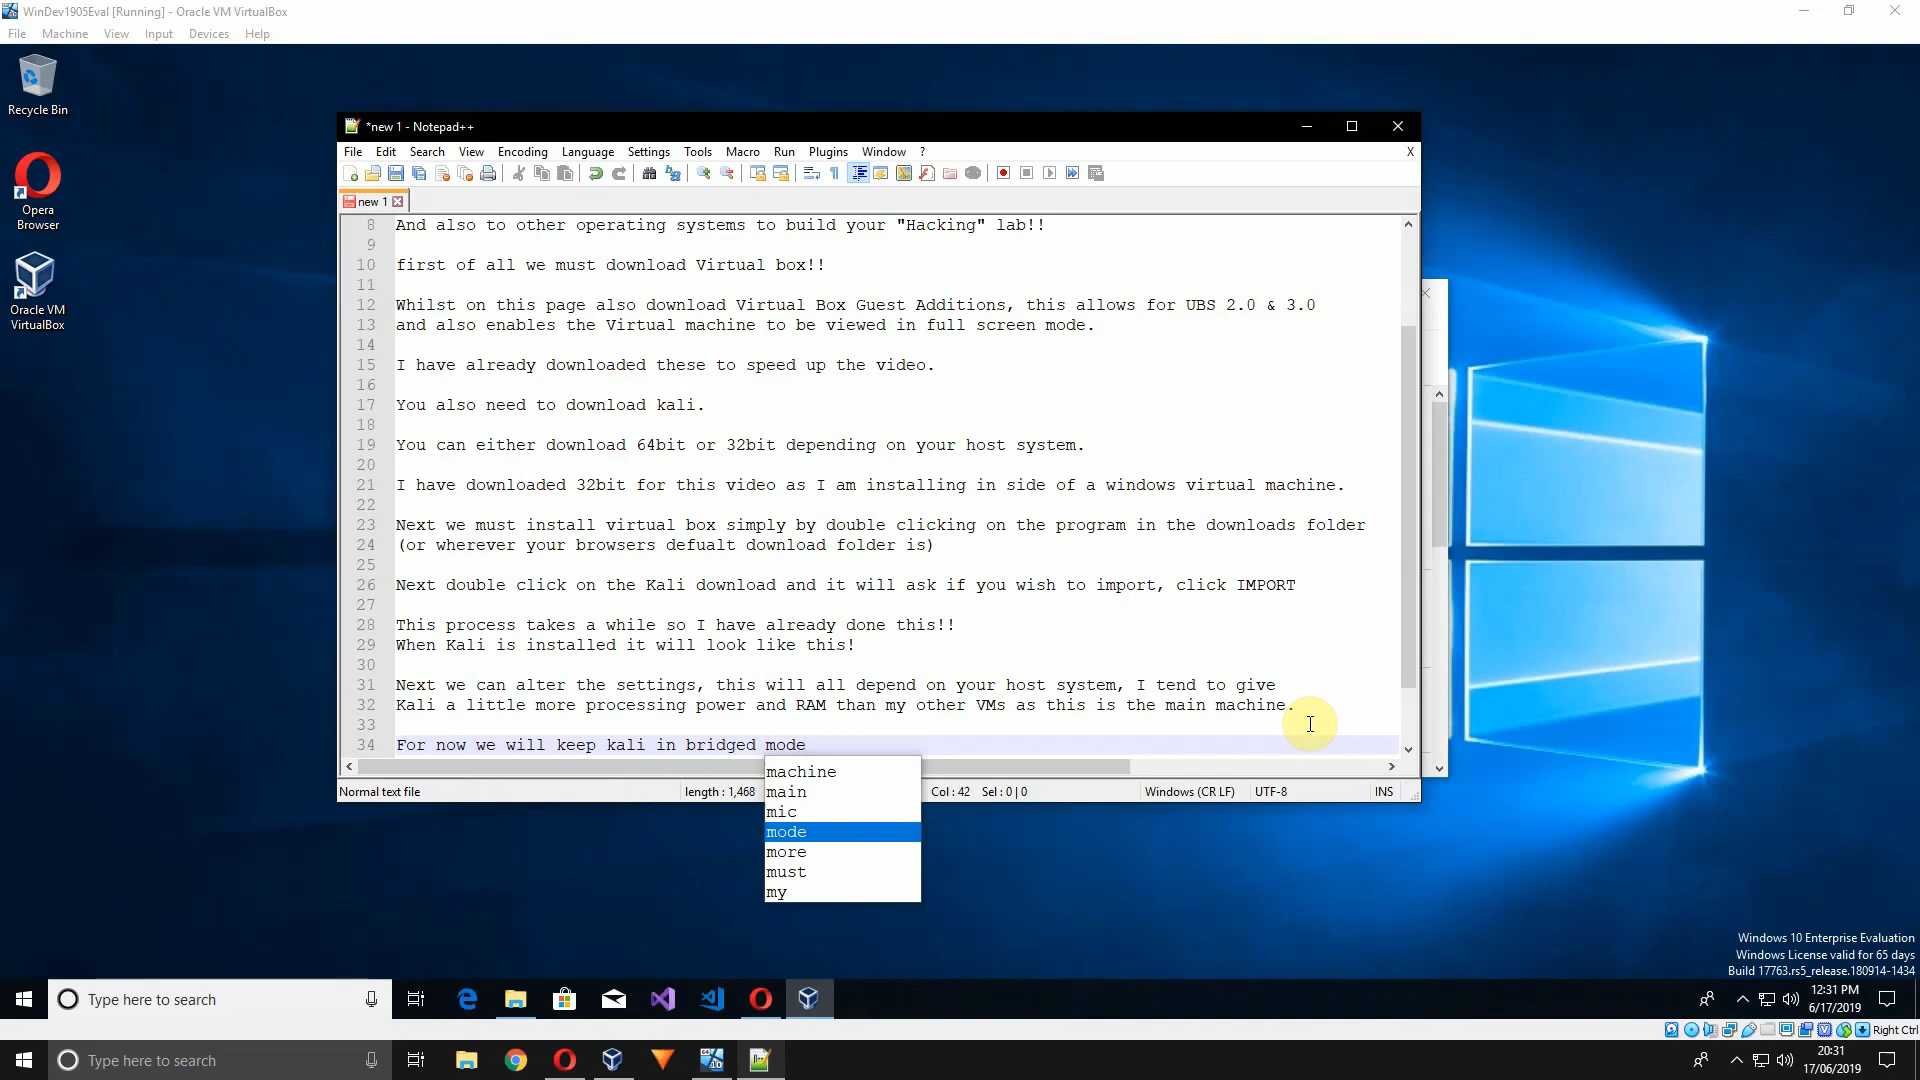 WinDev1905Eval [Running] - Oracle VM VirtualBox
File Machine View Input Devices Help
Recycle Bin
Opera
Browser
Oracle VM
VirtualBox
*new 1 - Notepad++
File Edit Search View Encoding Language Settings Tools Macro Run Plugins Window ? X
new 1
8 And also to other operating systems to build your "Hacking" lab!!
9
10 first of all we must download Virtual box!!
11
12 Whilst on this page also download Virtual Box Guest Additions, this allows for UBS 2.0 & 3.0
13 and also enables the Virtual machine to be viewed in full screen mode.
14
15 I have already downloaded these to speed up the video.
16
17 You also need to download kali.
18
19 You can either download 64bit or 32bit depending on your host system.
20
21 I have downloaded 32bit for this video as I am installing in side of a windows virtual machine.
22
23 Next we must install virtual box simply by double clicking on the program in the downloads folder
24 (or wherever your browsers defualt download folder is)
25
26 Next double click on the Kali download and it will ask if you wish to import, click IMPORT
27
28 This process takes a while so I have already done this!!
29 When Kali is installed it will look like this!
30
31 Next we can alter the settings, this will all depend on your host system, I tend to give
32 Kali a little more processing power and RAM than my other VMs as this is the main machine.
33
34 For now we will keep kali in bridged mode
machine
main
mic
mode
more
must
my
Normal text file length : 1,468 Col : 42 Sel : 0 | 0 Windows (CR LF) UTF-8 INS
Windows 10 Enterprise Evaluation
Windows License valid for 65 days
Build 17763.rs5_release.180914-1434
Type here to search
12:31 PM
6/17/2019
Right Ctrl
Type here to search
20:31
17/06/2019